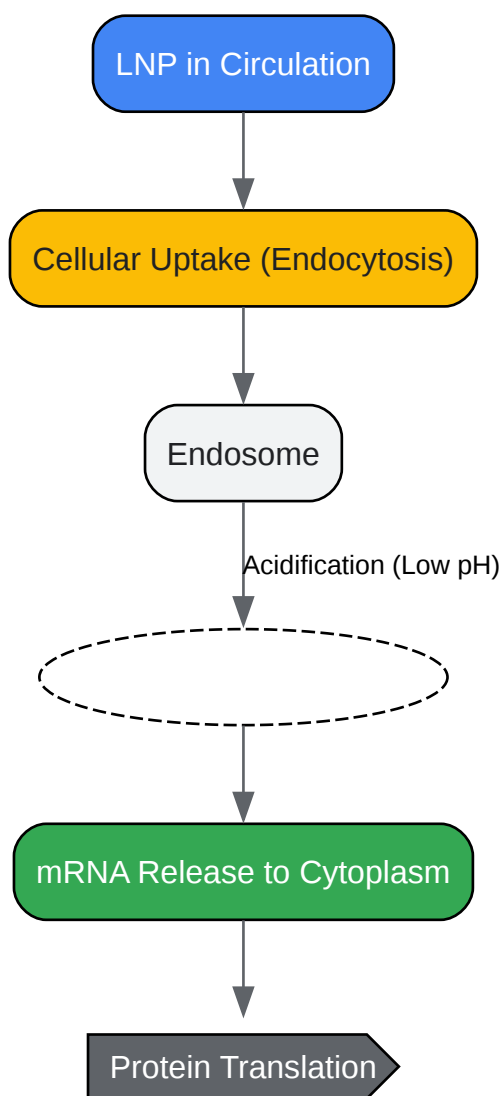 LNP in Circulation
Cellular Uptake (Endocytosis)
Endosome
Acidification (Low pH)
mRNA Release to Cytoplasm
Protein Translation